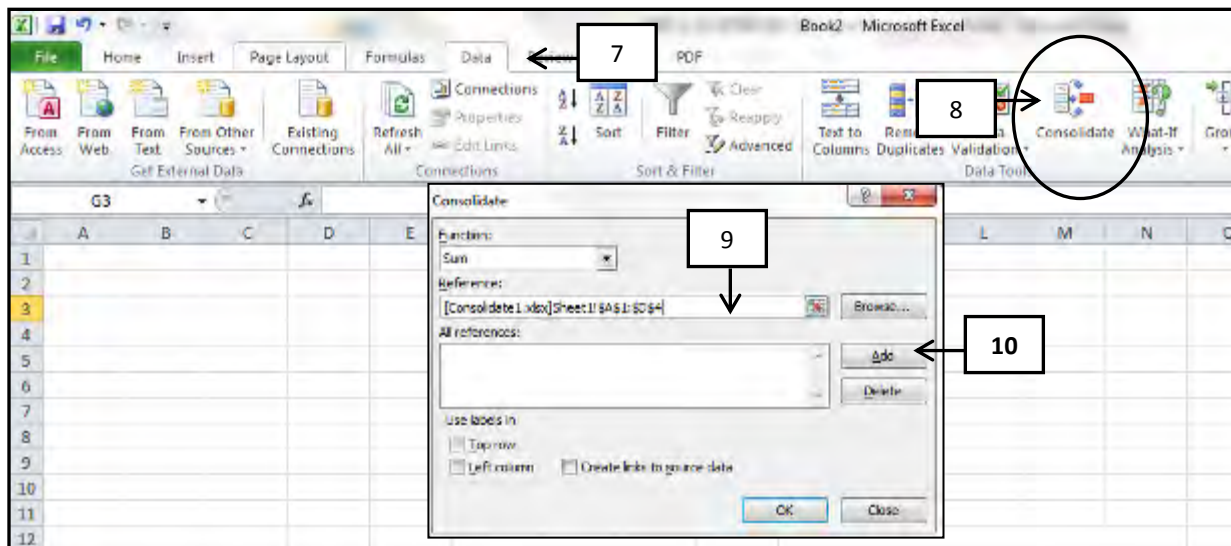 Book2 - Microsoft Excel
File Home Insert Page Layout Formulas Data 7 PDF
From Access From Web From Text From Other Sources Existing Connections Refresh All Connections Properties Edit Links Sort Filter Clear Reapply Advanced Text to Columns Duplicates Validation 8 Consolidate What-If Analysis
Get External Data Connections Sort & Filter Data Tool
G3 fx
A B C D E L M N
1
2
3
4
5
6
7
8
9
10
11
12
Consolidate
Function:
Sum
9
Reference:
[Consolidate1.xlsx]Sheet1!$A$1:$D$4
Browse...
All references:
Add
10
Delete
Use labels in
Top row
Left column Create links to source data
OK Close